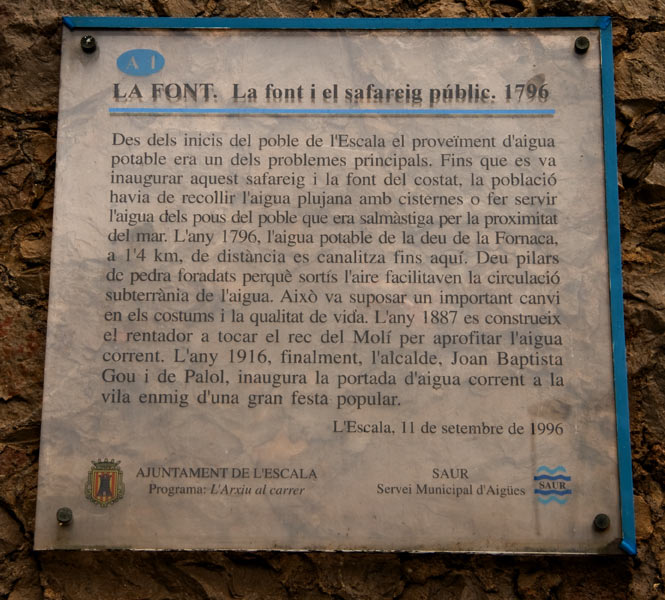 A 1
LA FONT. La font i el safareig públic. 1796
Des dels inicis del poble de l'Escala el proveïment d'aigua
potable era un dels problemes principals. Fins que es va
inaugurar aquest safareig i la font del costat, la població
havia de recollir l'aigua plujana amb cisternes o fer servir
l'aigua dels pous del poble que era salmàstiga per la proximitat
del mar. L'any 1796, l'aigua potable de la deu de la Fornaca,
a 1'4 km, de distància es canalitza fins aquí. Deu pilars
de pedra foradats perquè sortís l'aire facilitaven la circulació
subterrània de l'aigua. Això va suposar un important canvi
en els costums i la qualitat de vida. L'any 1887 es construeix
el rentador a tocar el rec del Molí per aprofitar l'aigua
corrent. L'any 1916, finalment, l'alcalde, Joan Baptista
Gou i de Palol, inaugura la portada d'aigua corrent a la
vila enmig d'una gran festa popular.
L'Escala, 11 de setembre de 1996
AJUNTAMENT DE L'ESCALA
Programa: L'Arxiu al carrer
SAUR
Servei Municipal d'Aigües
SAUR